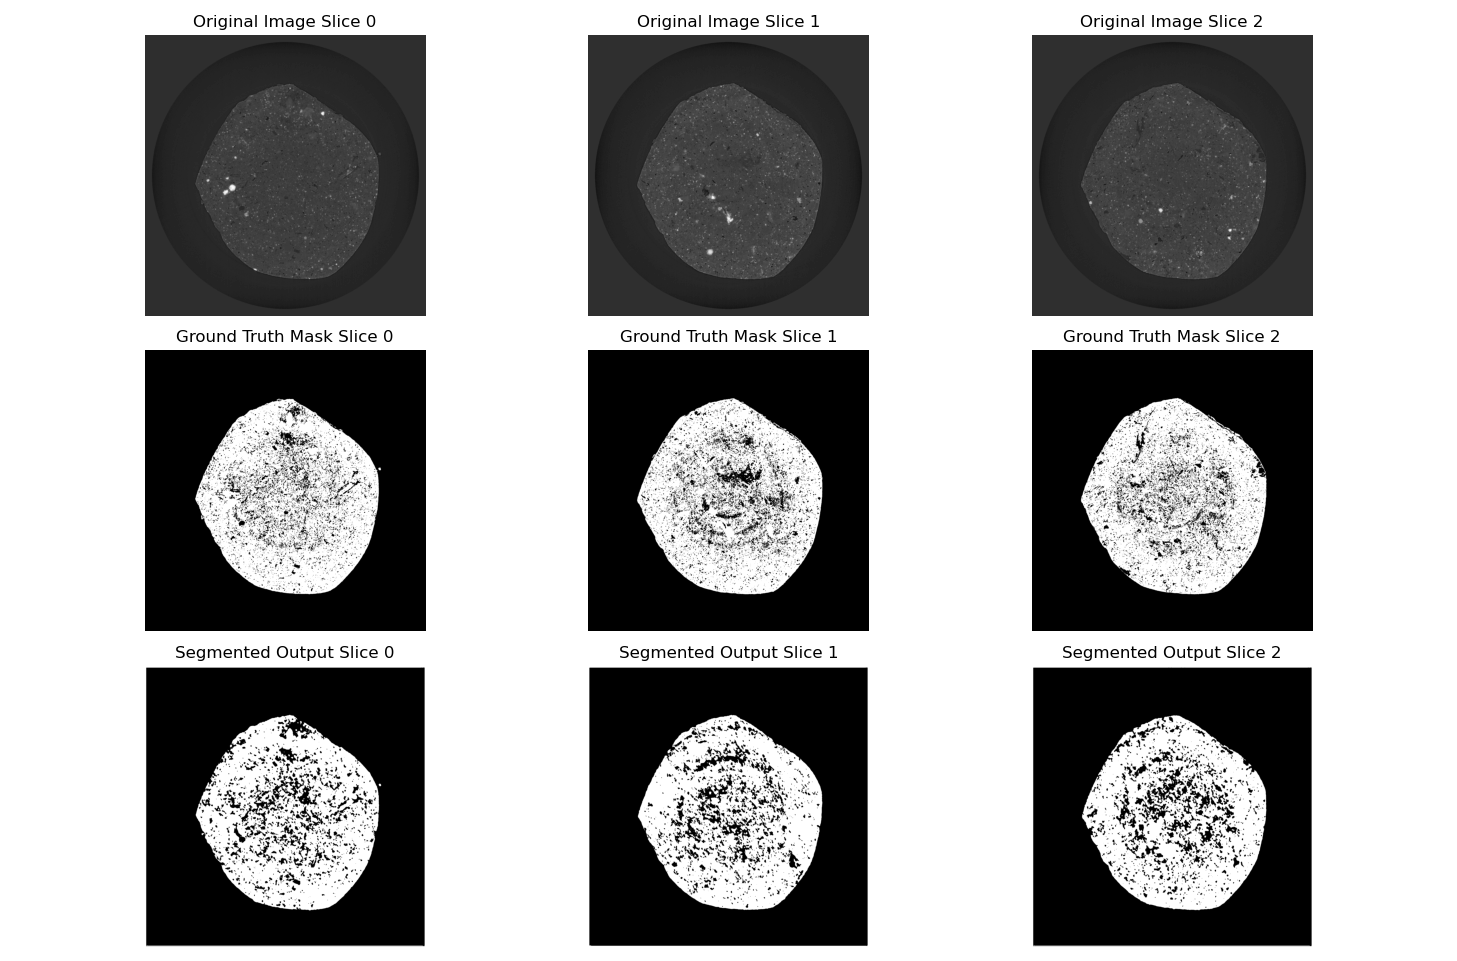 Original Image Slice 0
Original Image Slice 1
Original Image Slice 2
Ground Truth Mask Slice 0
Ground Truth Mask Slice 1
Ground Truth Mask Slice 2
Segmented Output Slice 0
Segmented Output Slice 1
Segmented Output Slice 2